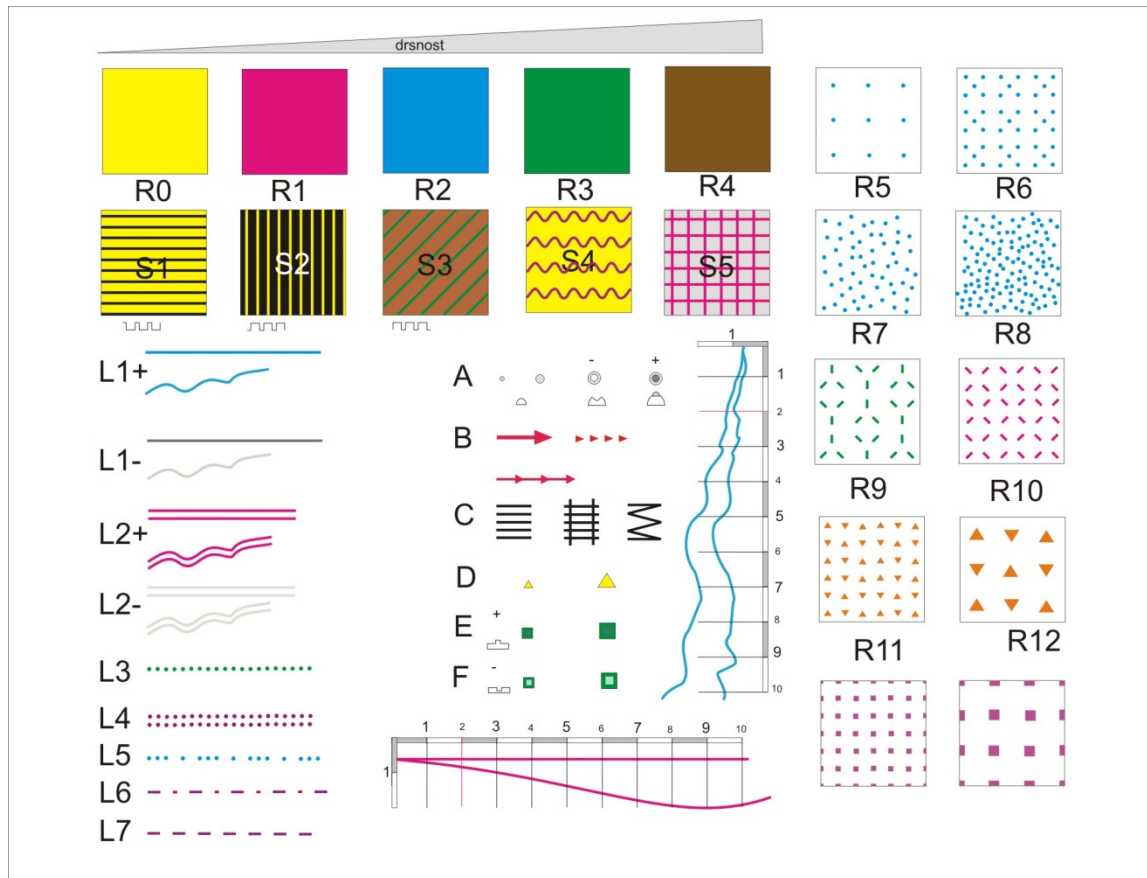 drsnost
R0 R1 R2 R3 R4 R5 R6
S1 S2 S3 S4 S5
R7 R8
L1+
L1-
L2+
L2-
L3
L4
L5
L6
L7
A - +
B
C
D
E +
F -
1
1
2
3
4
5
6
7
8
9
10
1 2 3 4 5 6 7 8 9 10
1
R9 R10
R11 R12